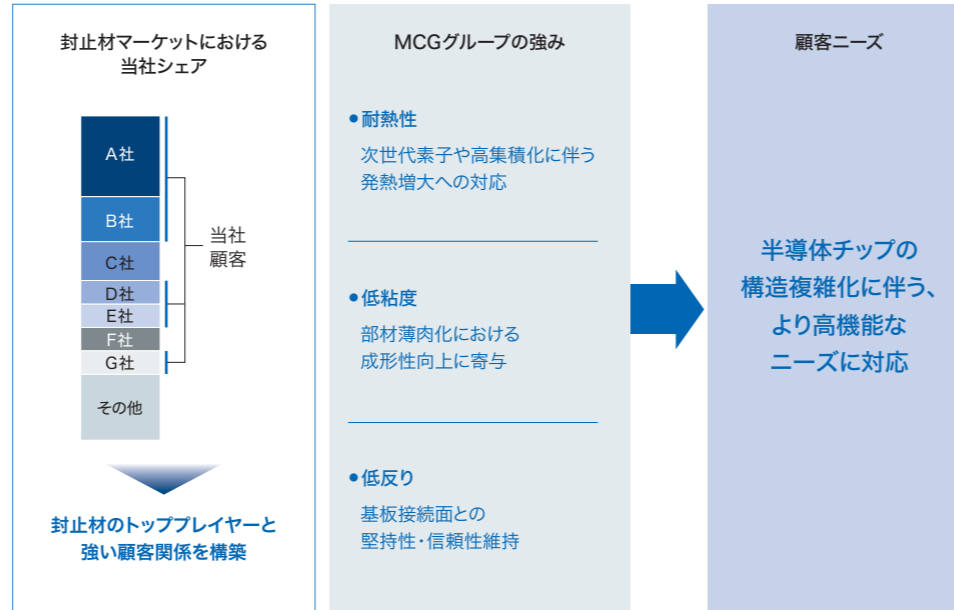 封止材マーケットにおける
当社シェア
A社
B社
C社
D社
E社
F社
G社
その他
当社
顧客
封止材のトッププレイヤーと
強い顧客関係を構築
MCGグループの強み
●耐熱性
次世代素子や高集積化に伴う
発熱増大への対応
●低粘度
部材薄肉化における
成形性向上に寄与
●低反り
基板接続面との
堅持性・信頼性維持
顧客ニーズ
半導体チップの
構造複雑化に伴う、
より高機能な
ニーズに対応